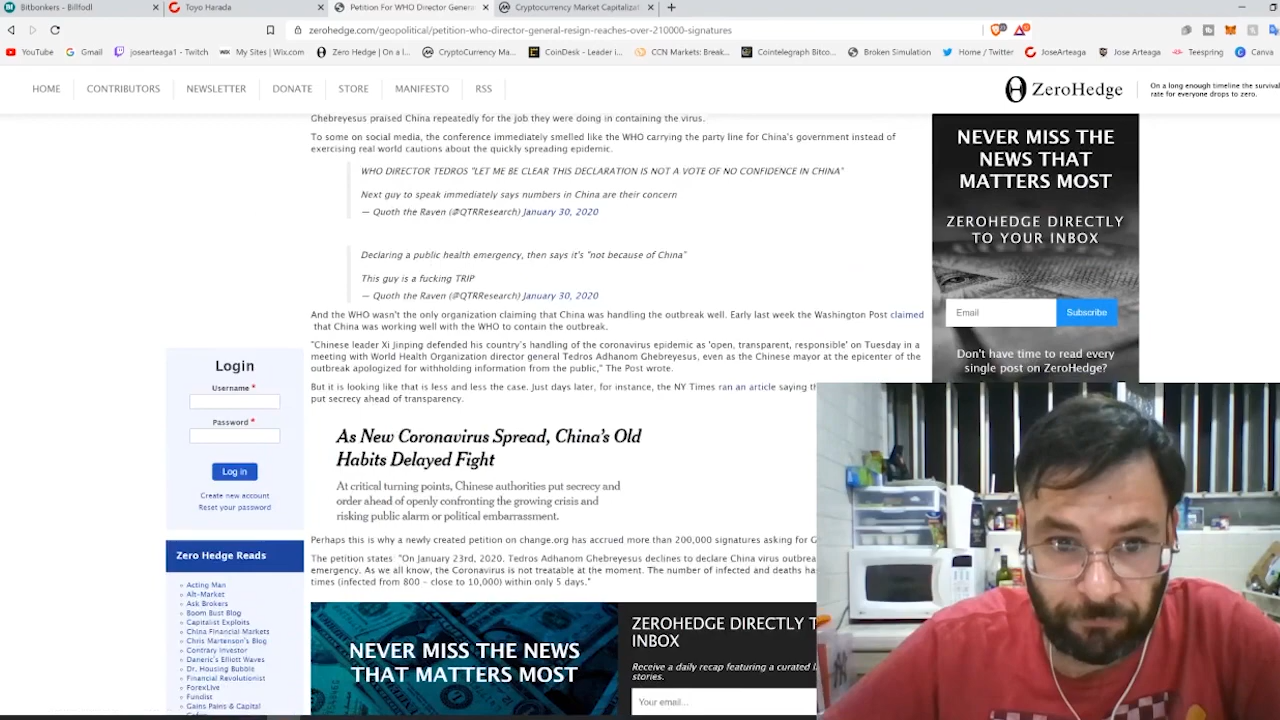 Bitbonkers - Billfodl
Toyo Harada
Petition For WHO Director Genera
Cryptocurrency Market Capitalizat
zerohedge.com/geopolitical/petition-who-director-general-resign-reaches-over-210000-signatures
YouTube
Gmail
josearteaga1 - Twitch
My Sites | Wix.com
Zero Hedge | On a l...
CryptoCurrency Ma...
CoinDesk - Leader i...
CCN Markets: Break...
Cointelegraph Bitco...
Broken Simulation
Home / Twitter
JoseArteaga
Jose Arteaga
Teespring
Canva
HOME
CONTRIBUTORS
NEWSLETTER
DONATE
STORE
MANIFESTO
RSS
ZeroHedge
On a long enough timeline the survival
rate for everyone drops to zero.
Ghebreyesus praised China repeatedly for the job they were doing in containing the virus.
To some on social media, the conference immediately smelled like the WHO carrying the party line for China's government instead of
exercising real world cautions about the quickly spreading epidemic.
WHO DIRECTOR TEDROS "LET ME BE CLEAR THIS DECLARATION IS NOT A VOTE OF NO CONFIDENCE IN CHINA"
Next guy to speak immediately says numbers in China are their concern
— Quoth the Raven (@QTRResearch) January 30, 2020
Declaring a public health emergency, then says it's "not because of China"
This guy is a fucking TRIP
— Quoth the Raven (@QTRResearch) January 30, 2020
And the WHO wasn't the only organization claiming that China was handling the outbreak well. Early last week the Washington Post claimed
that China was working well with the WHO to contain the outbreak.
"Chinese leader Xi Jinping defended his country's handling of the coronavirus epidemic as 'open, transparent, responsible' on Tuesday in a
meeting with World Health Organization director general Tedros Adhanom Ghebreyesus, even as the Chinese mayor at the epicenter of the
outbreak apologized for withholding information from the public," The Post wrote.
But it is looking like that is less and less the case. Just days later, for instance, the NY Times ran an article saying th
put secrecy ahead of transparency.
As New Coronavirus Spread, China's Old
Habits Delayed Fight
At critical turning points, Chinese authorities put secrecy and
order ahead of openly confronting the growing crisis and
risking public alarm or political embarrassment.
Perhaps this is why a newly created petition on change.org has accrued more than 200,000 signatures asking for G
The petition states "On January 23rd, 2020. Tedros Adhanom Ghebreyesus declines to declare China virus outbrea
emergency. As we all know, the Coronavirus is not treatable at the moment. The number of infected and deaths ha
times (infected from 800 - close to 10,000) within only 5 days."
NEVER MISS THE NEWS
THAT MATTERS MOST
ZEROHEDGE DIRECTLY T
INBOX
Receive a daily recap featuring a curated l
stories.
Your email...
NEVER MISS THE
NEWS THAT
MATTERS MOST
ZEROHEDGE DIRECTLY
TO YOUR INBOX
Email
Subscribe
Don't have time to read every
single post on ZeroHedge?
Login
Username *
Password *
Log in
Create new account
Reset your password
Zero Hedge Reads
Acting Man
Alt-Market
Ask Brokers
Boom Bust Blog
Capitalist Exploits
China Financial Markets
Chris Martenson's Blog
Contrary Investor
Daneric's Elliott Waves
Dr. Housing Bubble
Financial Revolutionist
ForexLive
Fundist
Gains Pains & Capital